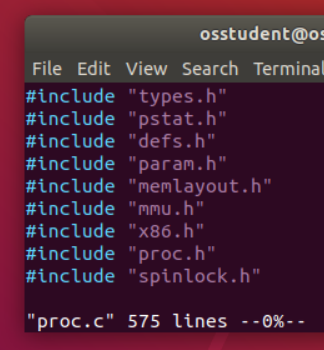 osstudent@os
File Edit View Search Terminal
#include "types.h"
#include "pstat.h"
#include "defs.h"
#include "param.h"
#include "memlayout.h"
#include "mmu.h"
#include "x86.h"
#include "proc.h"
#include "spinlock.h"
"proc.c" 575 lines --0%--